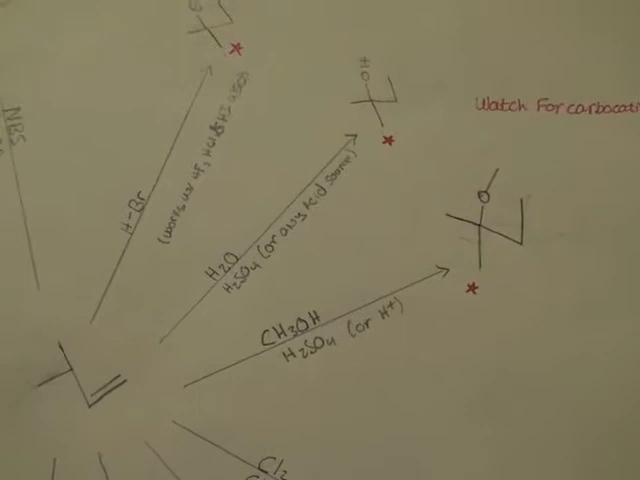 NBS
H-Br
(works w/ HF, HCl & HI also)
HO
H2O
H2SO4 (or any Acid Source)
Watch For carbocati
O
CH3OH
H2SO4 (or H+)
Cl2